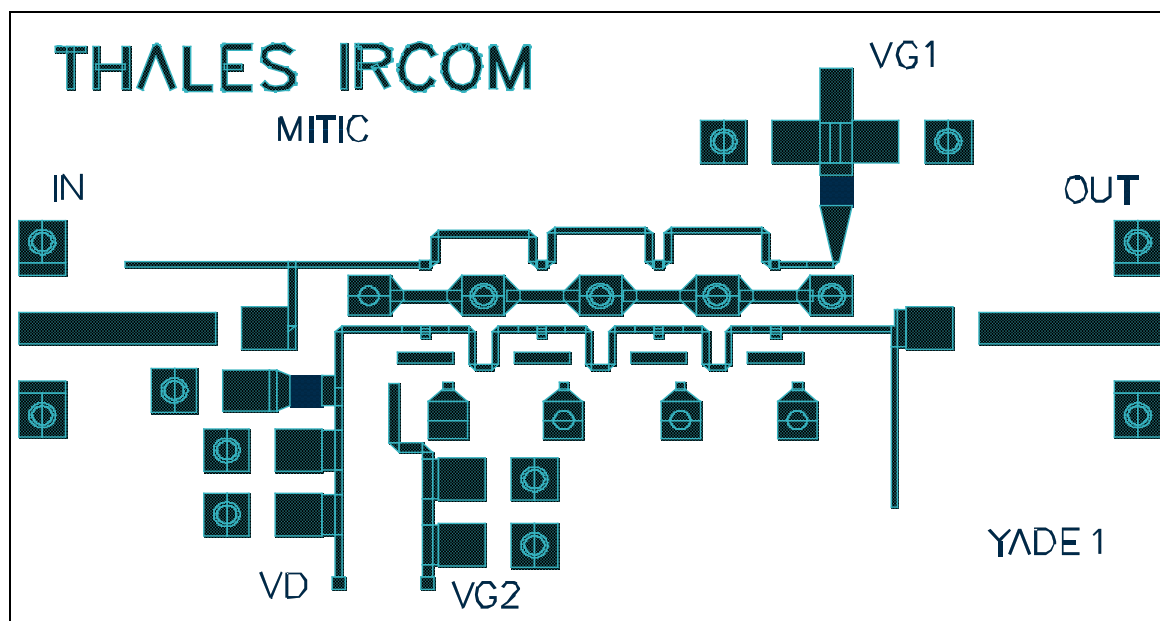 THALES IRCOM
MITIC
VG1
IN
OUT
YADE 1
VD
VG2